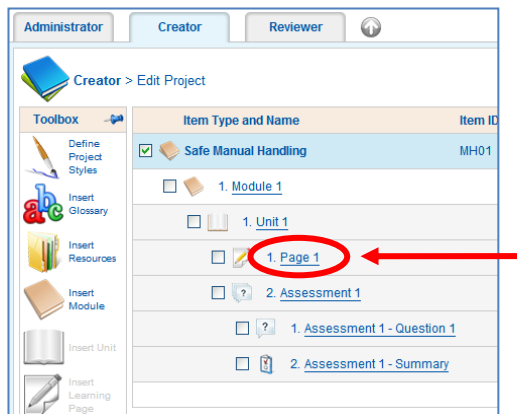 Administrator Creator Reviewer
Creator > Edit Project
Toolbox
Define
Project
Styles
Insert
Glossary
Insert
Resources
Insert
Module
Insert Unit
Insert
Learning
Page
Item Type and Name Item ID
Safe Manual Handling MH01
1. Module 1
1. Unit 1
1. Page 1
2. Assessment 1
1. Assessment 1 - Question 1
2. Assessment 1 - Summary